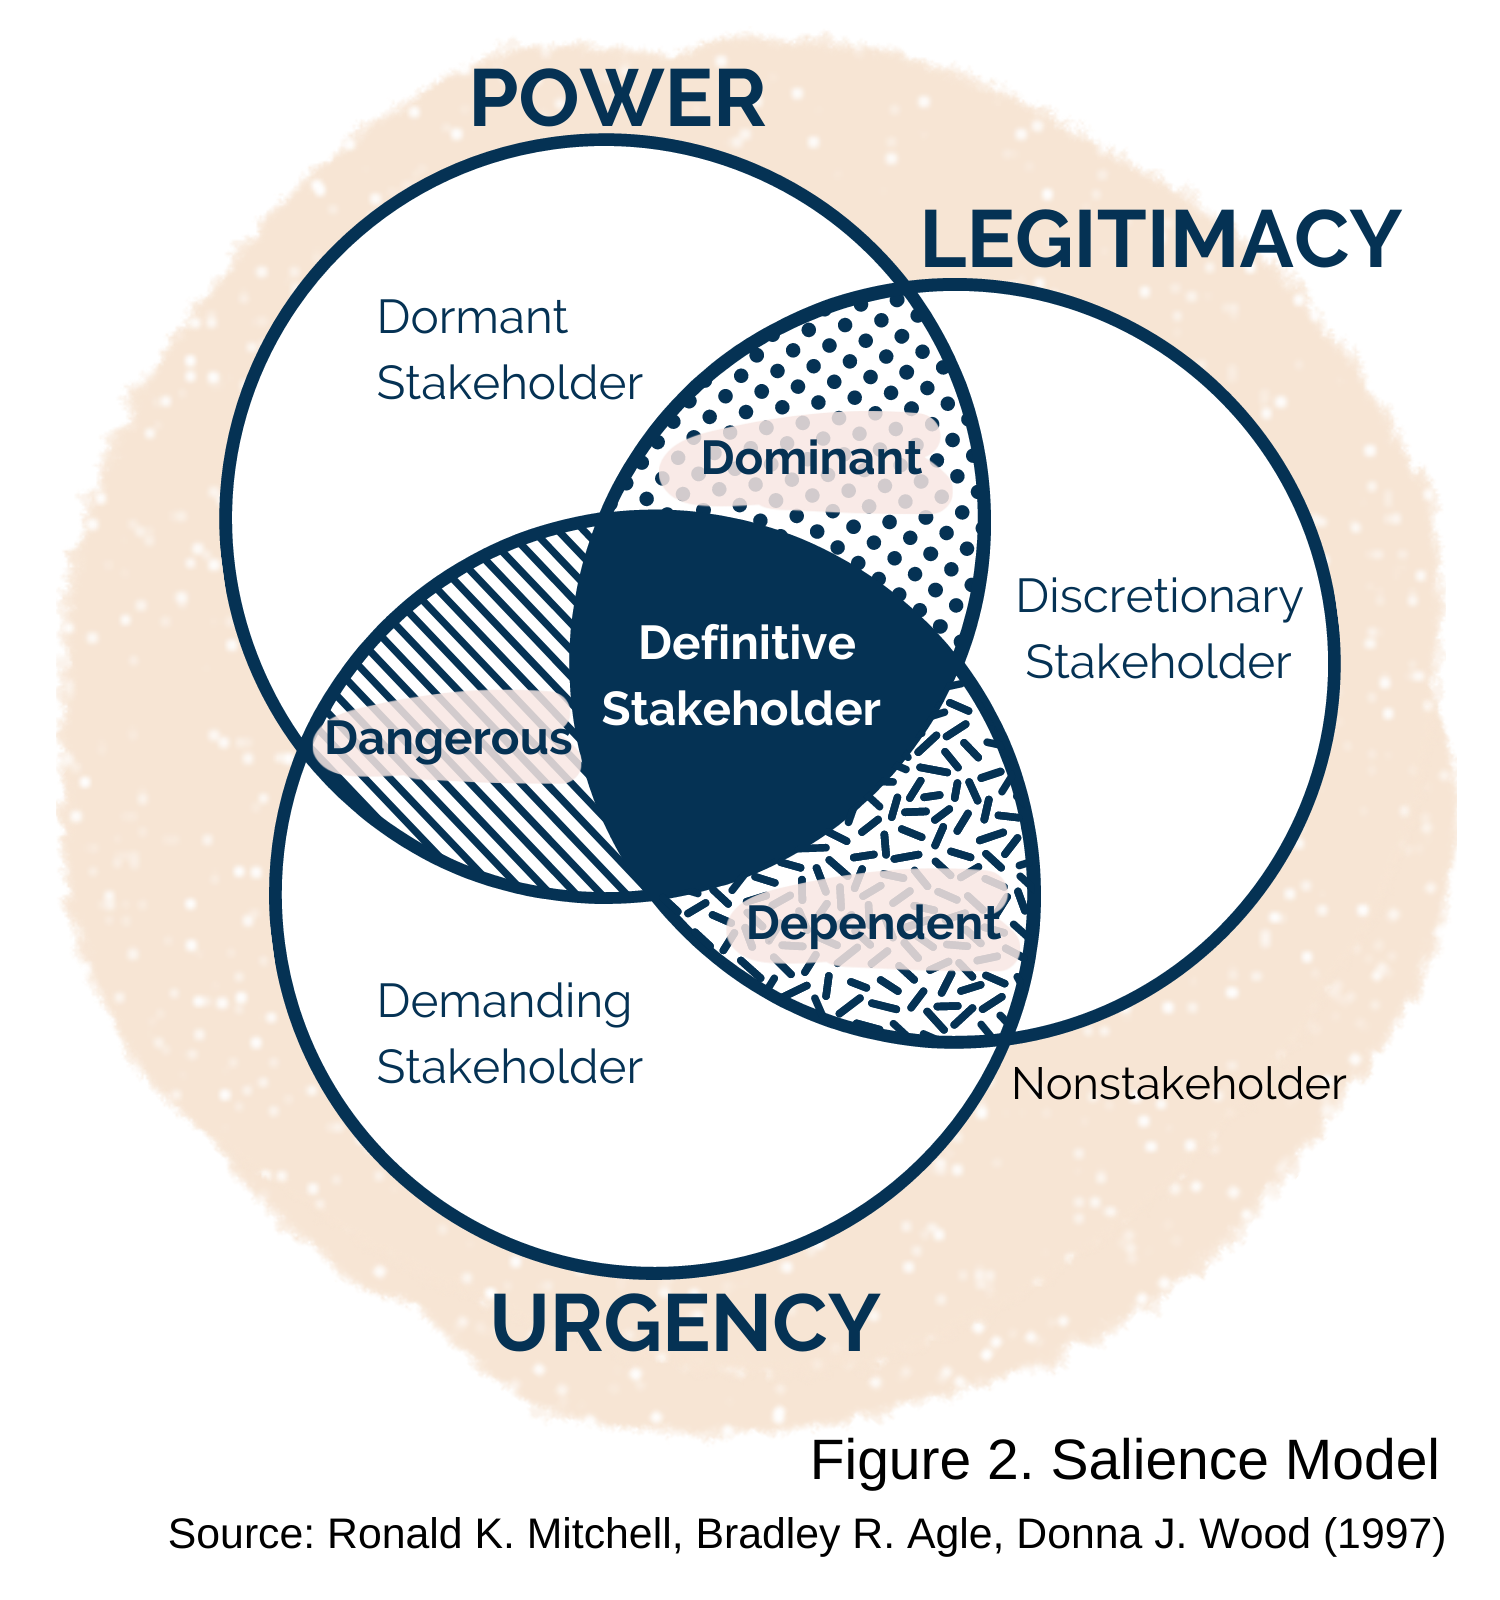 POWER
LEGITIMACY
Dormant
Stakeholder
Dominant
Discretionary
Stakeholder
Definitive
Stakeholder
Dangerous
Dependent
Demanding
Stakeholder
Nonstakeholder
URGENCY
Figure 2. Salience Model
Source: Ronald K. Mitchell, Bradley R. Agle, Donna J. Wood (1997)